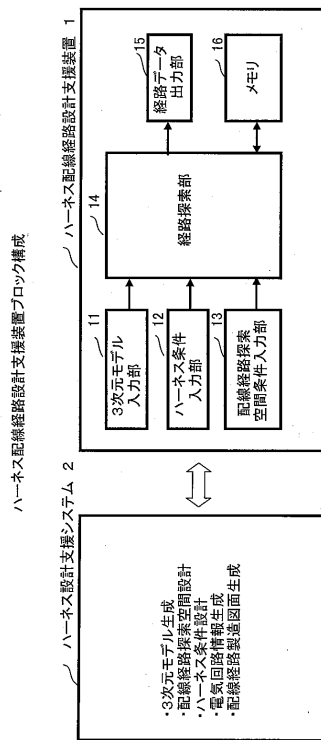 ハーネス配線経路設計支援装置ブロック構成
ハーネス設計支援システム 2
・3次元モデル生成
・配線経路探索空間設計
・ハーネス条件設計
・電気回路情報生成
・配線経路製造図面生成
ハーネス配線経路設計支援装置 1
11
3次元モデル
入力部
12
ハーネス条件
入力部
13
配線経路探索
空間条件入力部
14
経路探索部
15
経路データ
出力部
16
メモリ